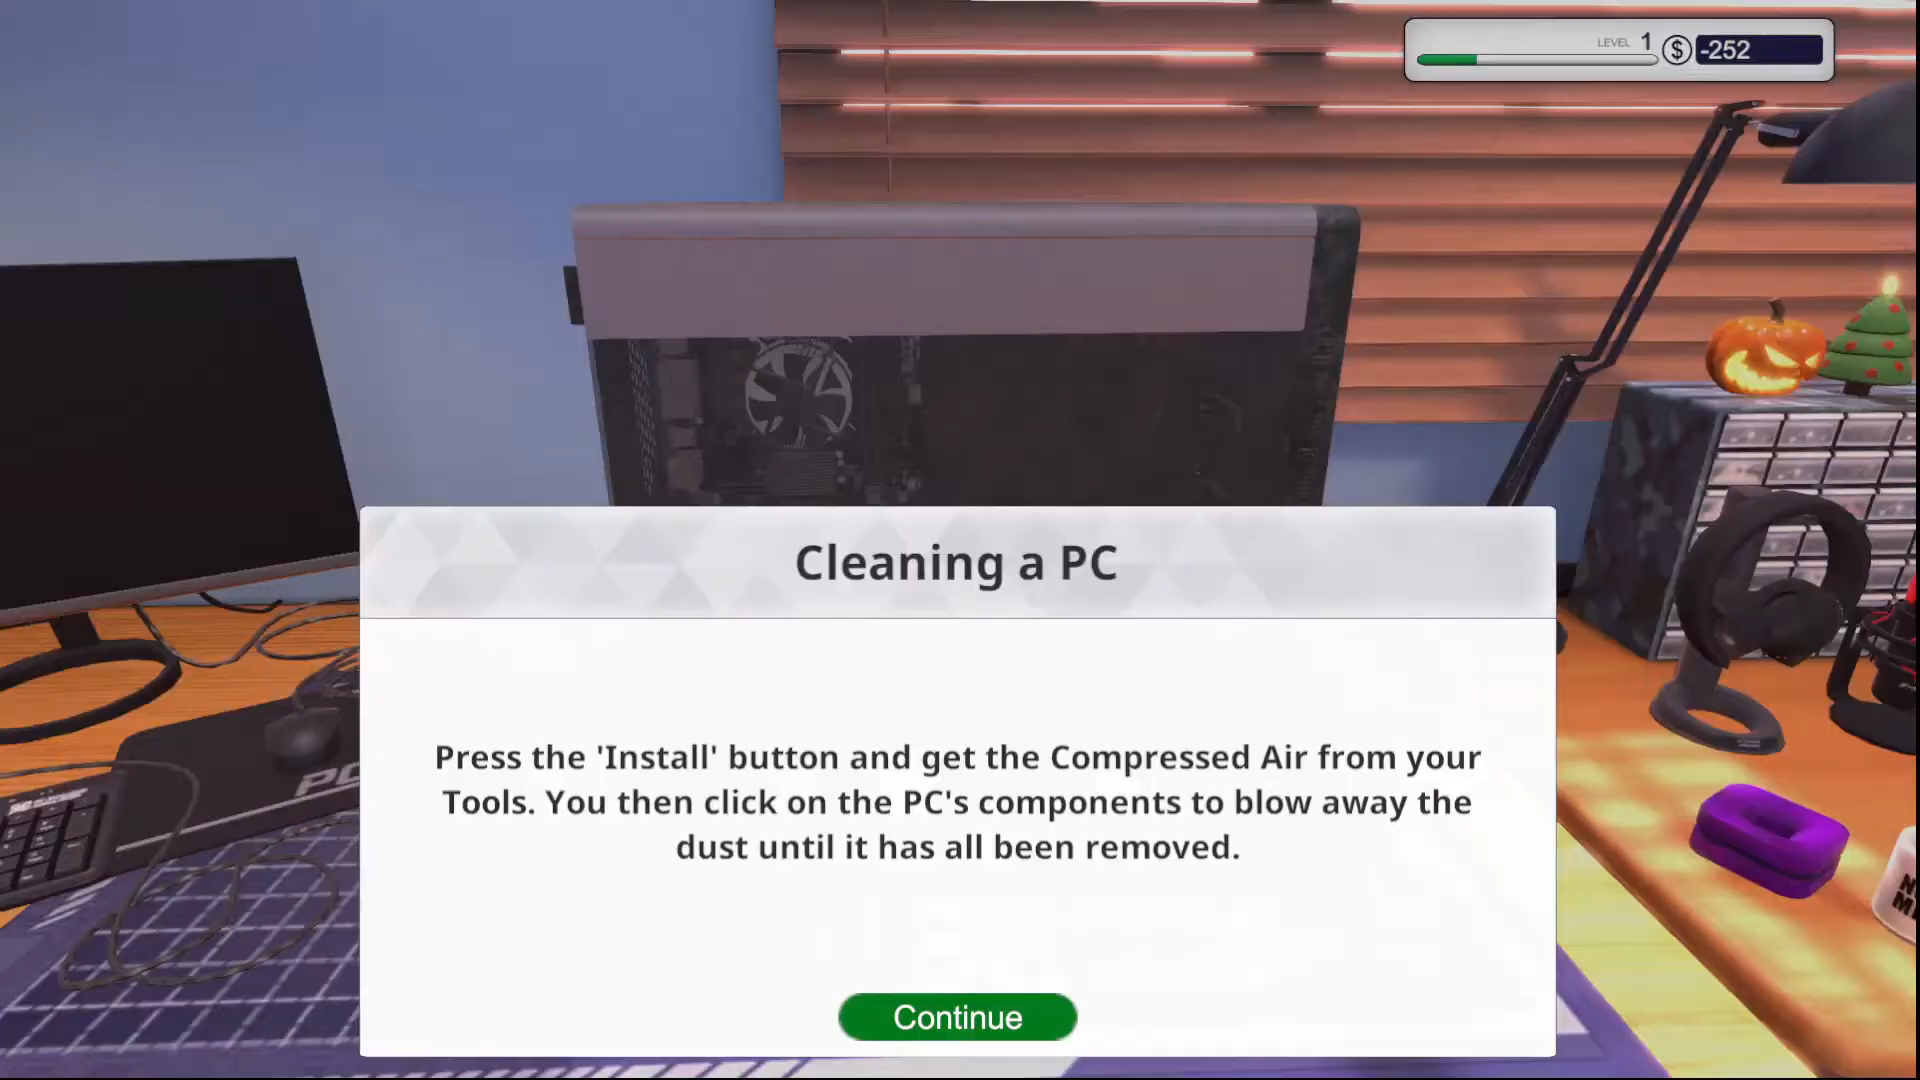 LEVEL 1 $ -252
Cleaning a PC
Press the 'Install' button and get the Compressed Air from your
Tools. You then click on the PC's components to blow away the
dust until it has all been removed.
Continue